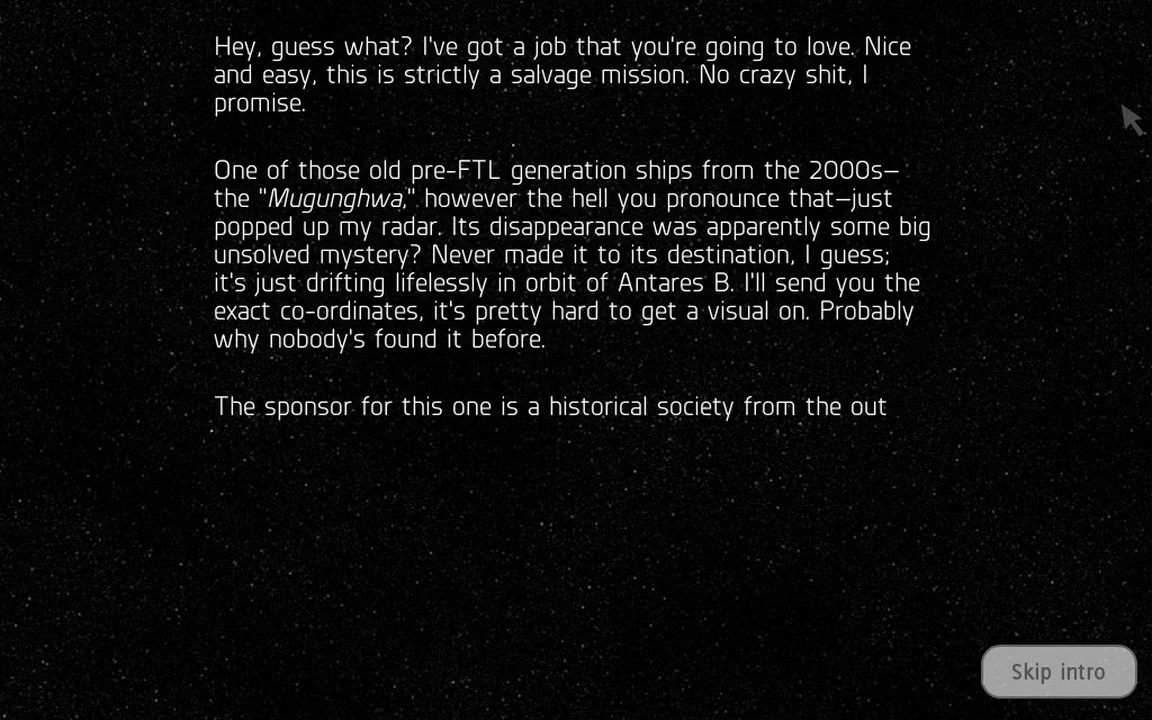 Hey, guess what? I've got a job that you're going to love. Nice
and easy, this is strictly a salvage mission. No crazy shit, I
promise.
One of those old pre-FTL generation ships from the 2000s—
the "Mugunghwa," however the hell you pronounce that—just
popped up my radar. Its disappearance was apparently some big
unsolved mystery? Never made it to its destination, I guess;
it's just drifting lifelessly in orbit of Antares B. I'll send you the
exact co-ordinates, it's pretty hard to get a visual on. Probably
why nobody's found it before.
The sponsor for this one is a historical society from the out
Skip intro